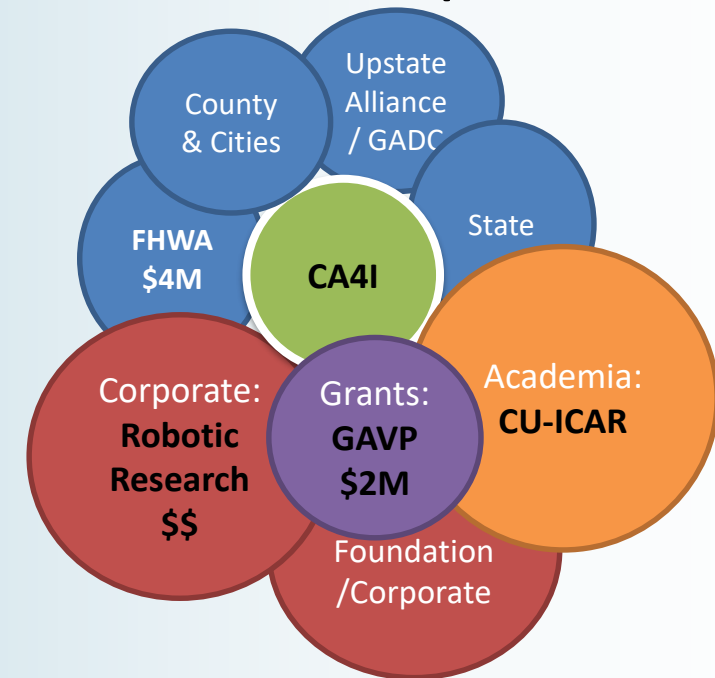 Upstate
Alliance
/ GADC
County
& Cities
State
FHWA
$4M
CA4I
Corporate:
Robotic
Research
$$
Grants:
GAVP
$2M
Academia:
CU-ICAR
Foundation
/Corporate